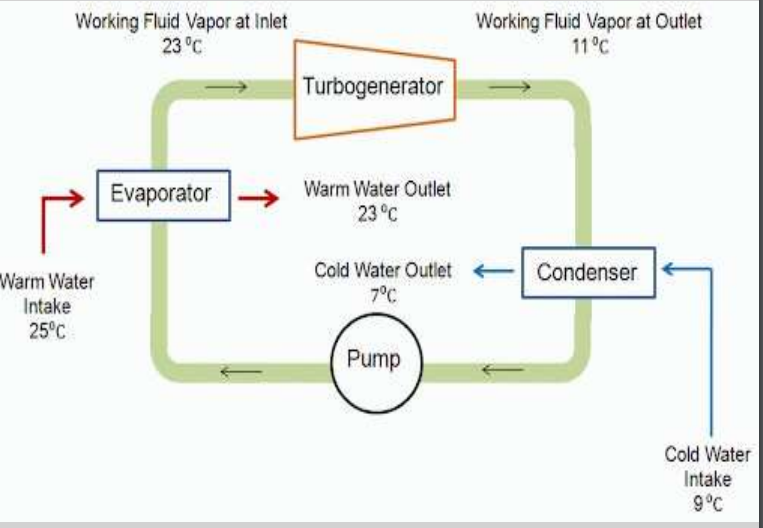 Working Fluid Vapor at Inlet
23 °C
Working Fluid Vapor at Outlet
11 °C
Turbogenerator
Evaporator
Warm Water Outlet
23 °C
Cold Water Outlet
7°C
Condenser
Warm Water
Intake
25°C
Pump
Cold Water
Intake
9 °C